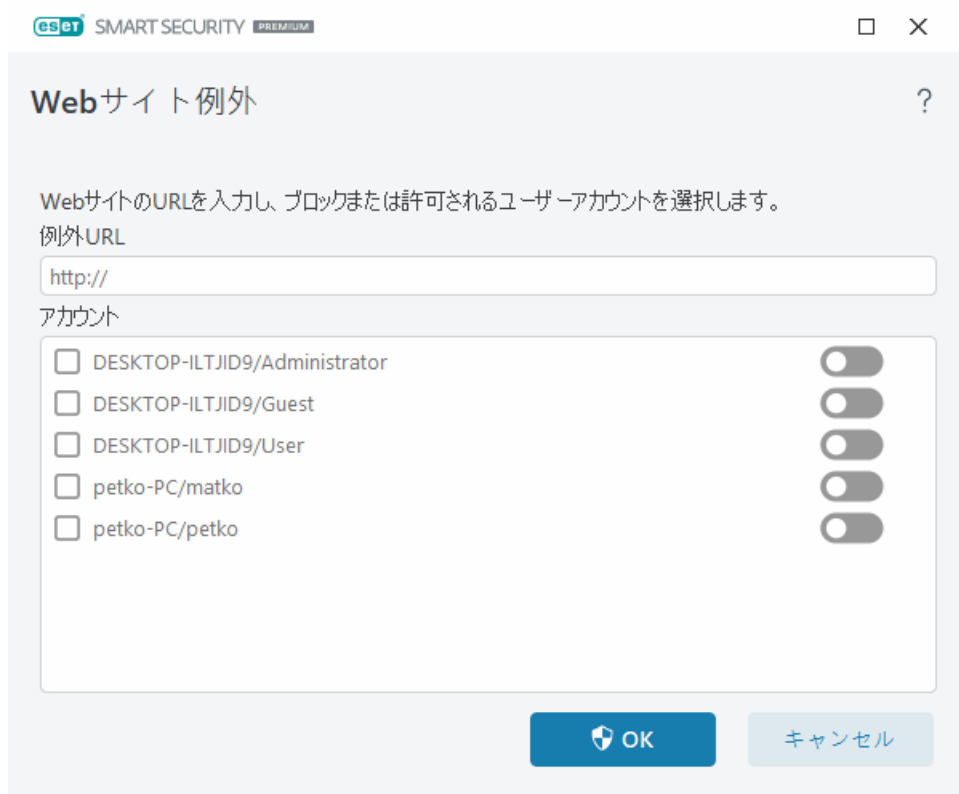 eset SMART SECURITY PREMIUM
Webサイト例外
?
WebサイトのURLを入力し、ブロックまたは許可されるユーザーアカウントを選択します。
例外URL
http://
アカウント
DESKTOP-ILTJID9/Administrator
DESKTOP-ILTJID9/Guest
DESKTOP-ILTJID9/User
petko-PC/matko
petko-PC/petko
OK
キャンセル